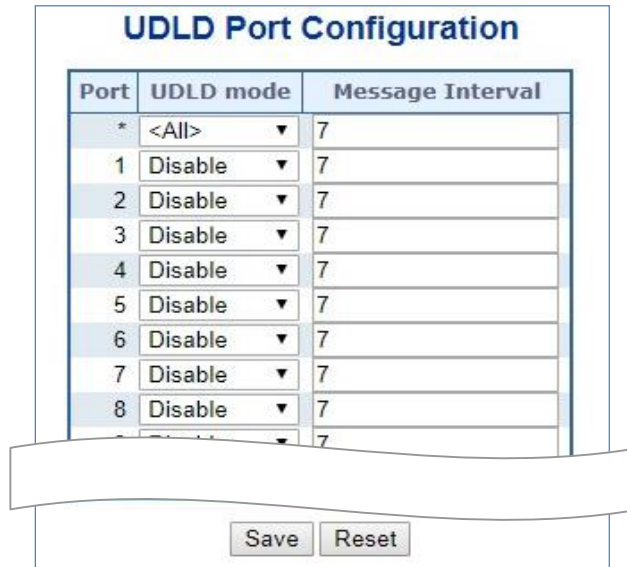 UDLD Port Configuration
Port UDLD mode Message Interval
* <All> 7
1 Disable 7
2 Disable 7
3 Disable 7
4 Disable 7
5 Disable 7
6 Disable 7
7 Disable 7
8 Disable 7
7
Save Reset